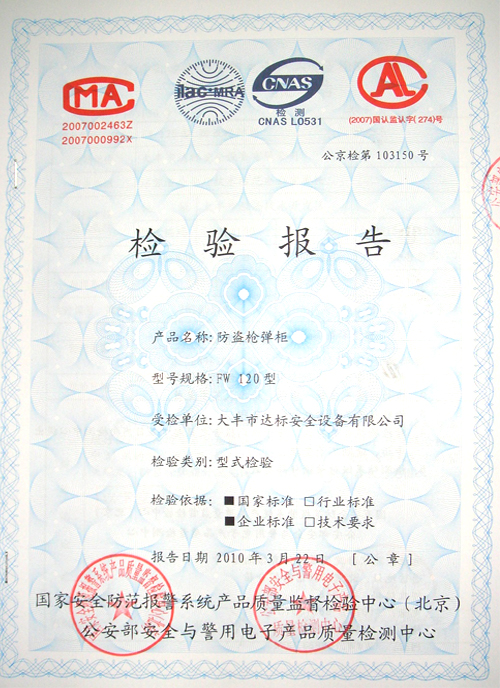 MA
2007002463Z
2007000992X
ilac-MRA
CNAS
检测
CNAS L0531
AL
(2007)国认监认字(274)号
公京检第 103150 号
检验报告
产品名称:防盗枪弹柜
型号规格:FW 120型
受检单位:大丰市达标安全设备有限公司
检验类别:型式检验
检验依据:■国家标准 □行业标准
■企业标准 □技术要求
报告日期 2010 年 3 月 22 日 [公章]
国家安全防范报警系统产品质量监督检验中心(北京)
公安部安全与警用电子产品质量检测中心